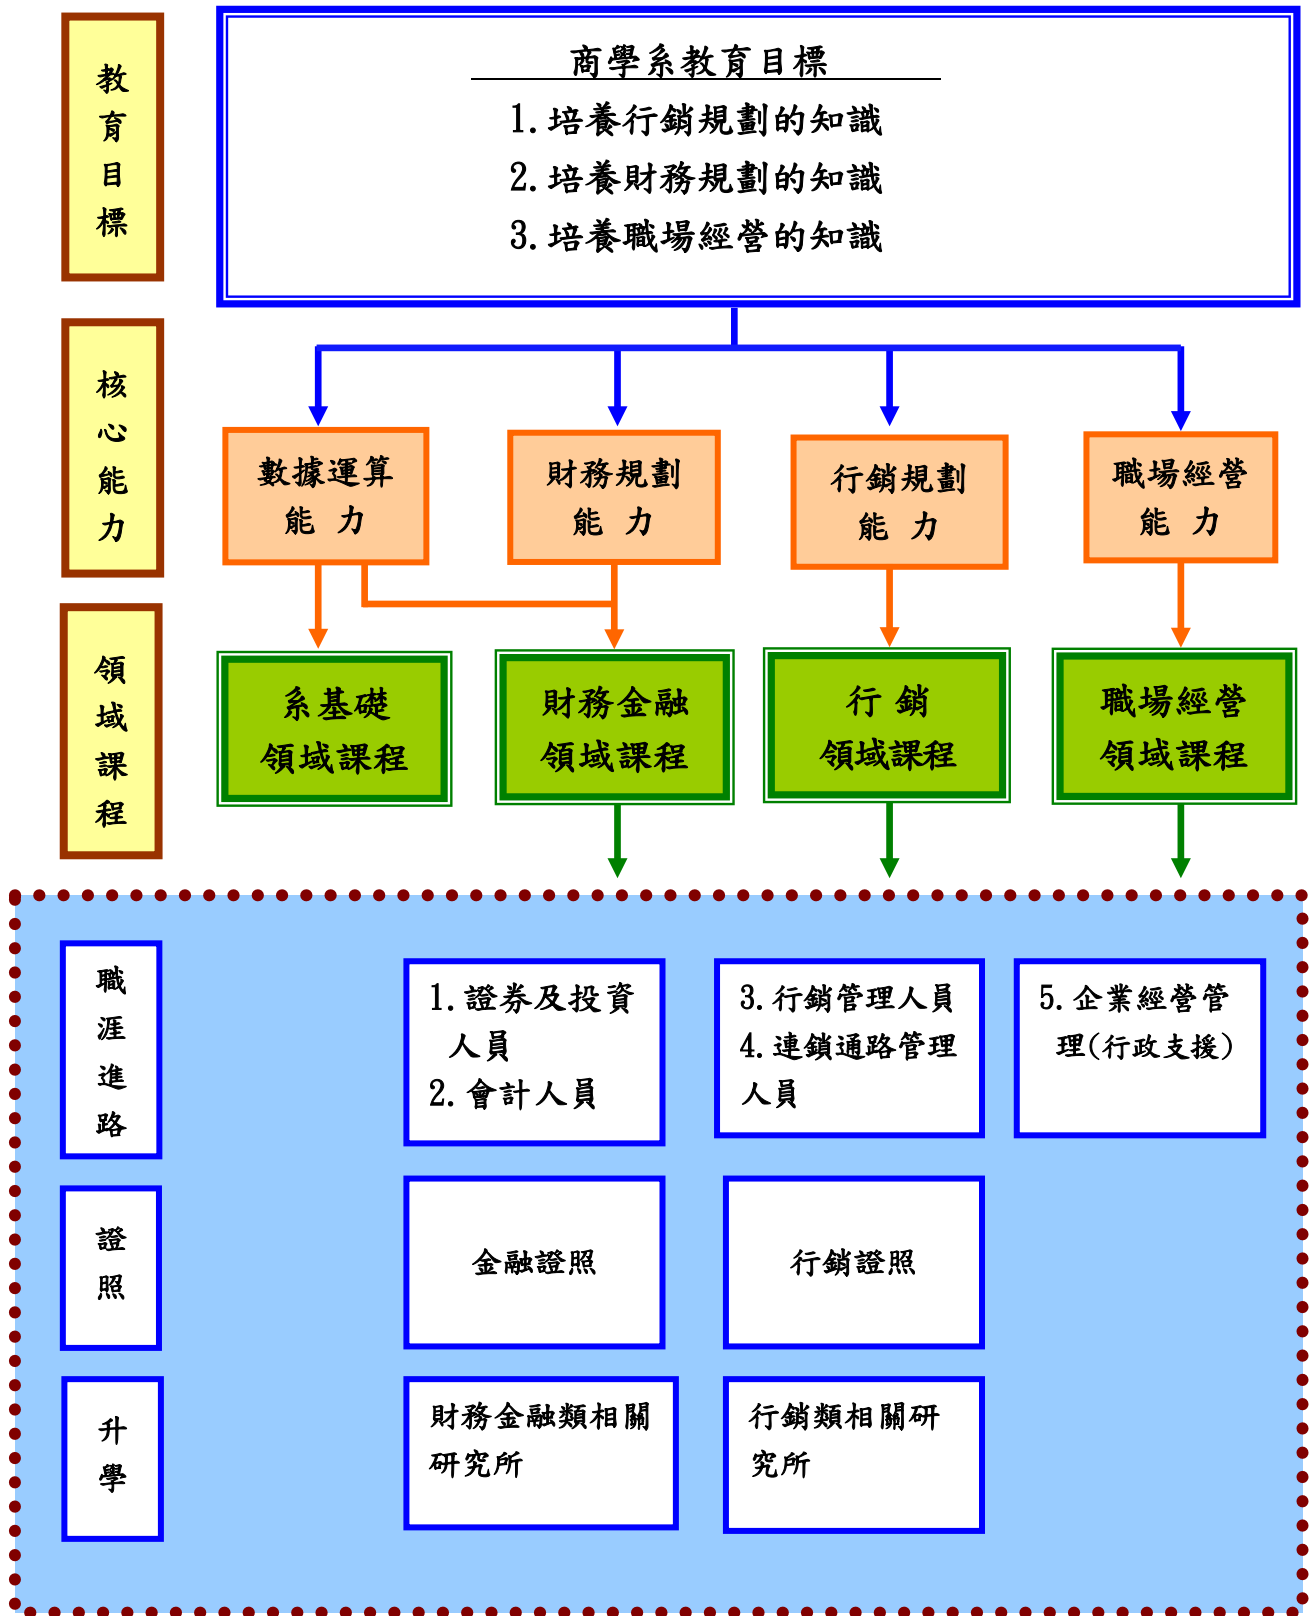 教育目標
商學系教育目標
1.培養行銷規劃的知識
2.培養財務規劃的知識
3.培養職場經營的知識
核心能力
數據運算
能 力
財務規劃
能 力
行銷規劃
能 力
職場經營
能 力
領域課程
系基礎
領域課程
財務金融
領域課程
行 銷
領域課程
職場經營
領域課程
職涯進路
1.證券及投資
人員
2.會計人員
3.行銷管理人員
4.連鎖通路管理
人員
5.企業經營管
理(行政支援)
證照
金融證照
行銷證照
升學
財務金融類相關
研究所
行銷類相關研
究所